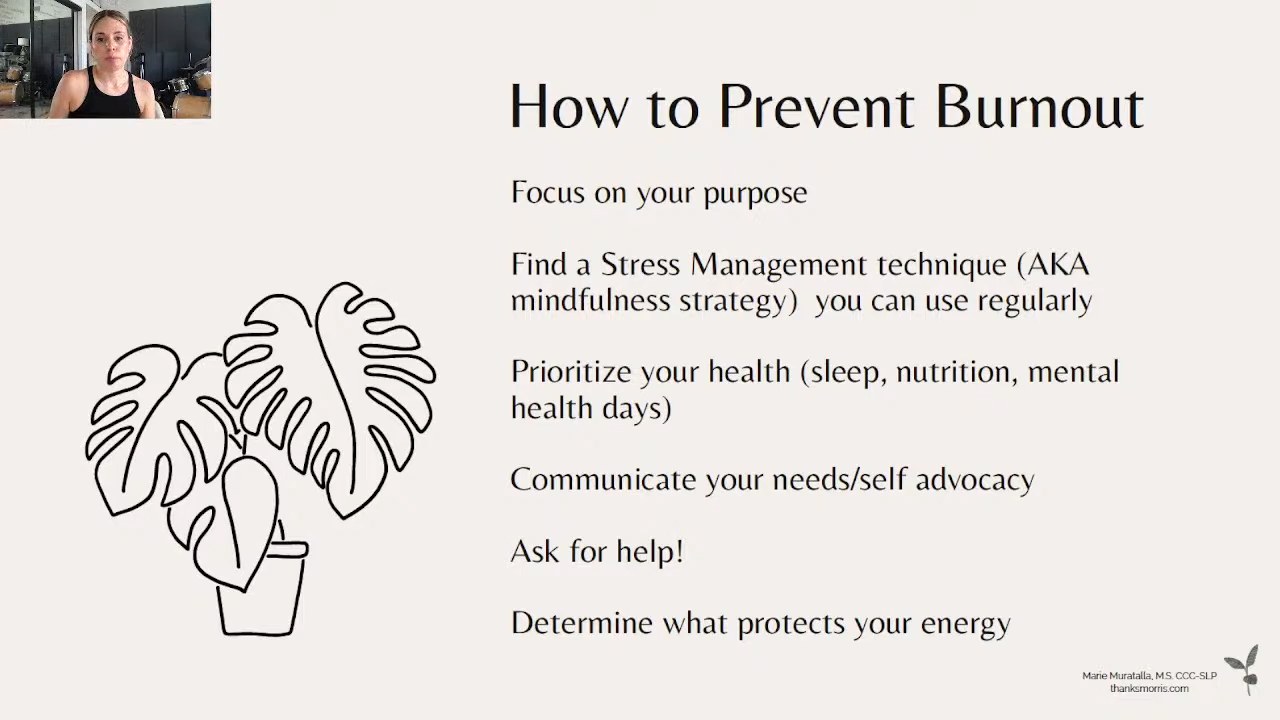 How to Prevent Burnout
Focus on your purpose
Find a Stress Management technique (AKA
mindfulness strategy)  you can use regularly
Prioritize your health (sleep, nutrition, mental
health days)
Communicate your needs/self advocacy
Ask for help!
Determine what protects your energy
Marie Muratalla, M.S. CCC-SLP
thanksmorris.com